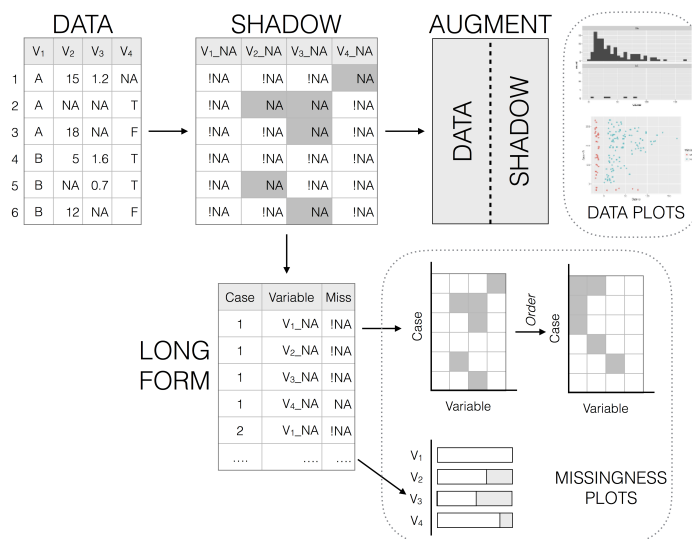 DATA
V1 V2 V3 V4
1 A 15 1.2 NA
2 A NA NA T
3 A 18 NA F
4 B 5 1.6 T
5 B NA 0.7 T
6 B 12 NA F
SHADOW
V1_NA V2_NA V3_NA V4_NA
!NA !NA !NA NA
!NA NA NA !NA
!NA !NA NA !NA
!NA !NA !NA !NA
!NA NA !NA !NA
!NA !NA NA !NA
AUGMENT
DATA
SHADOW
DATA PLOTS
LONG
FORM
Case Variable Miss
1 V1_NA !NA
1 V2_NA !NA
1 V3_NA !NA
1 V4_NA NA
2 V1_NA !NA
.... .... ....
Case
Variable
Order
Case
Variable
V1
V2
V3
V4
MISSINGNESS
PLOTS